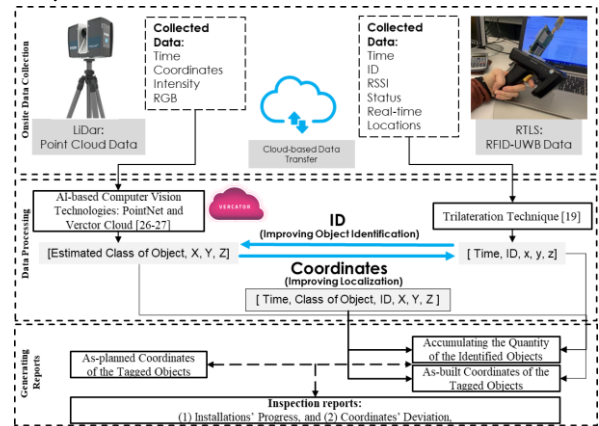 Onsite Data Collection
Collected
Data:
Time
Coordinates
Intensity
RGB
LiDar:
Point Cloud Data
Cloud-based Data
Transfer
Collected
Data:
Time
ID
RSSI
Status
Real-time
Locations
RTLS:
RFID-UWB Data
Data Processing
AI-based Computer Vision
Technologies: PointNet and
Verctor Cloud [26-27]
VERCATOR
[Estimated Class of Object, X, Y, Z]
ID
(Improving Object Identification)
Coordinates
(Improving Localization)
Trilateration Technique [19]
[ Time, ID, x, y, z]
[ Time, Class of Object, ID, X, Y, Z ]
Generating
Reports
As-planned Coordinates
of the Tagged Objects
Accumulating the Quantity
of the Identified Objects
As-built Coordinates of the
Tagged Objects
Inspection reports:
(1) Installations' Progress, and (2) Coordinates' Deviation,